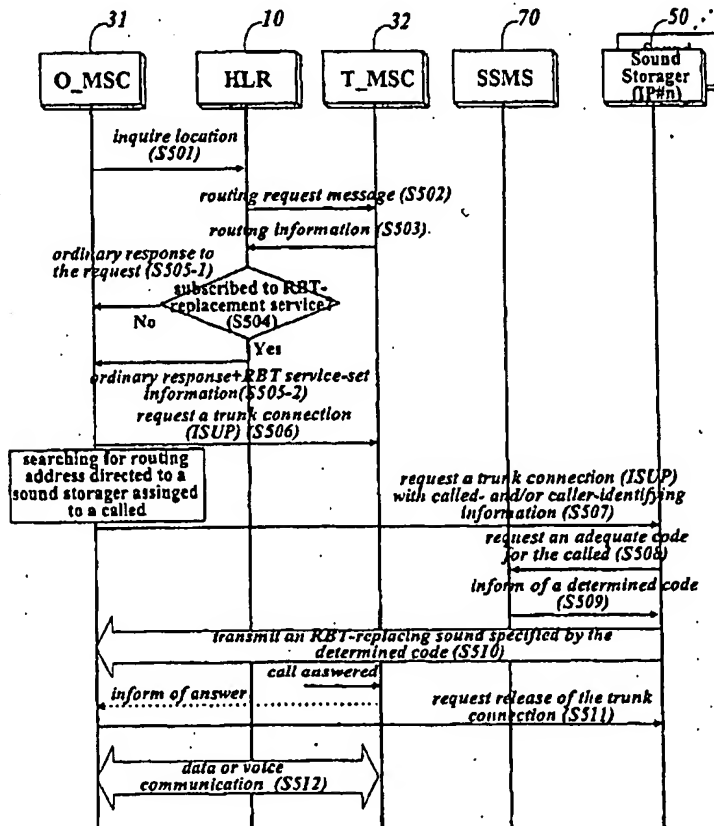 31
10
32
70
50
O_MSC
HLR
T_MSC
SSMS
Sound
Storager
(IP#n)
inquire location
(S501)
routing request message (S502)
routing information (S503).
ordinary response to
the request (S505-1)
subscribed to RBT-
replacement service?
(S504)
No
Yes
ordinary response+RBT service-set
information(S505-2)
request a trunk connection
(ISUP) (S506)
searching for routing
address directed to a
sound storager assinged
to a called
request a trunk connection (ISUP)
with called- and/or caller-identifying
information (S507)
request an adequate code
for the called (S508)
inform of a determined code
(S509)
transmit an RBT-replacing sound specified by the
determined code (S510)
call answered
inform of answer
request release of the trunk
connection (S511)
data or voice
communication (S512)